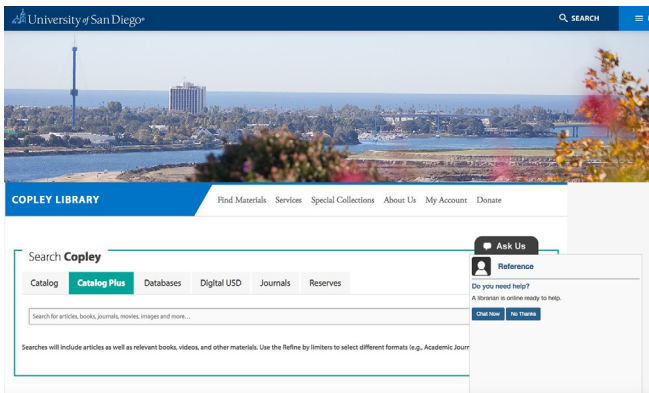 University of San Diego®
SEARCH
COPLEY LIBRARY
Find Materials Services Special Collections About Us My Account Donate
Ask Us
Search Copley
Catalog Catalog Plus Databases Digital USD Journals Reserves
Search for articles, books, journals, movies, images and more...
Searches will include articles as well as relevant books, videos, and other materials. Use the Refine by limiters to select different formats (e.g., Academic Journ
Reference
Do you need help?
A librarian is online ready to help.
Chat Now No Thanks